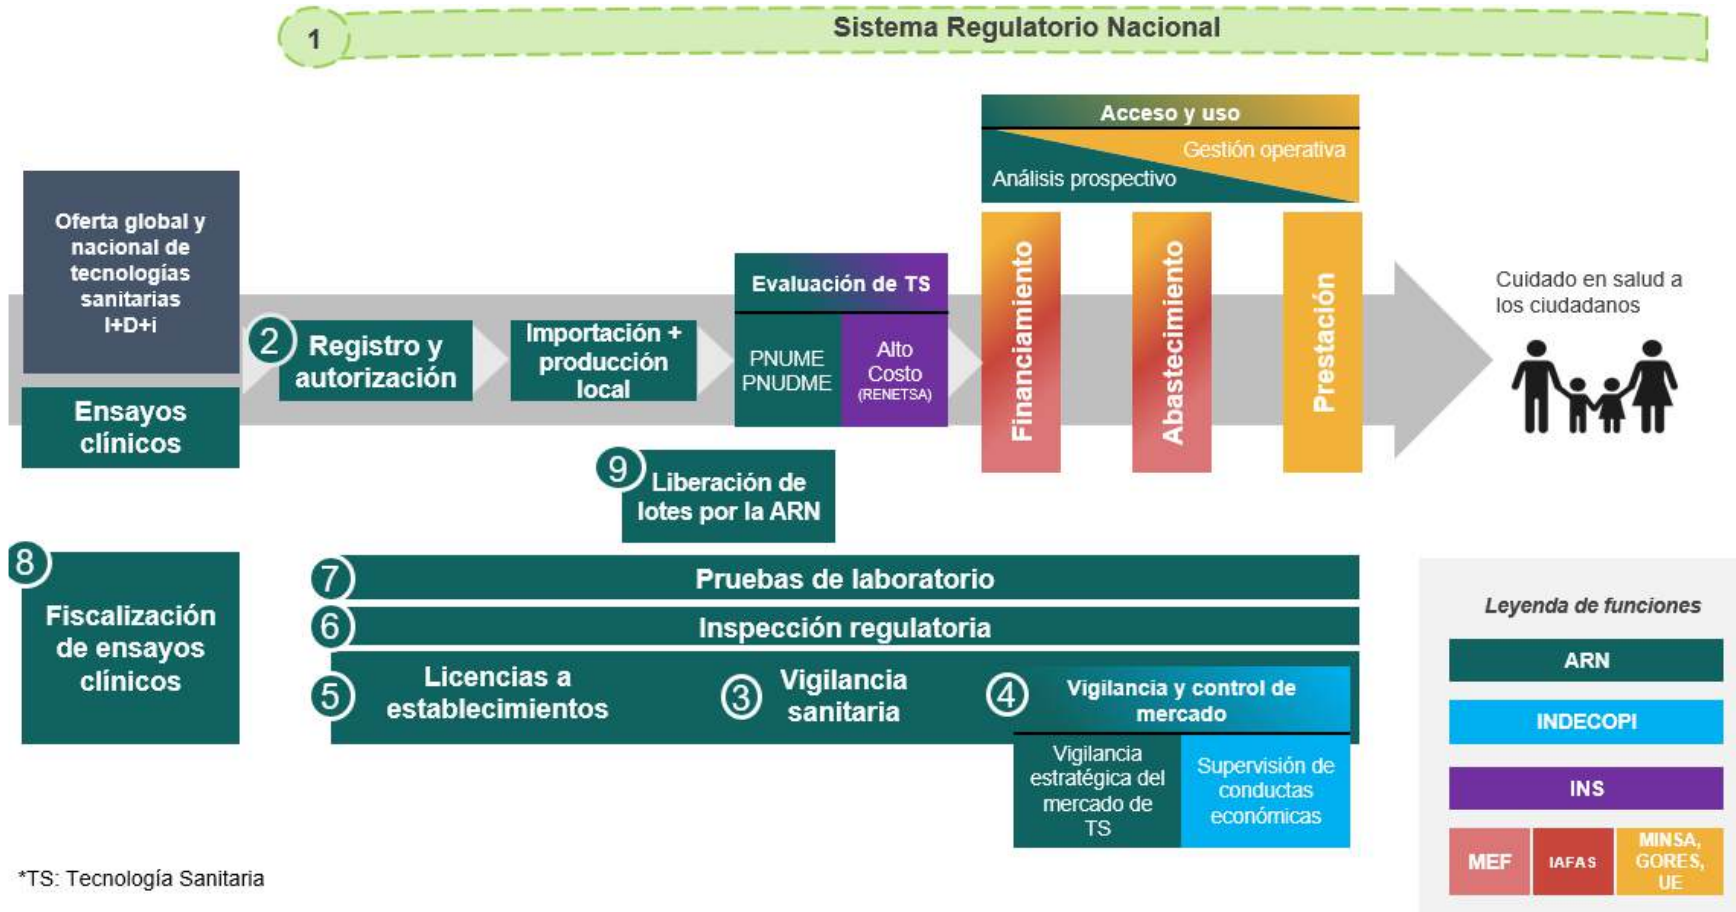 1
Sistema Regulatorio Nacional
Acceso y uso
Gestión operativa
Análisis prospectivo
Oferta global y
nacional de
tecnologías
sanitarias
I+D+i
Ensayos
clínicos
2
Registro y
autorización
Importación +
producción
local
Evaluación de TS
PNUME
PNUDME
Alto
Costo
(RENETSA)
Financiamiento
Abastecimiento
Prestación
Cuidado en salud a
los ciudadanos
9
Liberación de
lotes por la ARN
8
Fiscalización
de ensayos
clínicos
7
Pruebas de laboratorio
6
Inspección regulatoria
5
Licencias a
establecimientos
3
Vigilancia
sanitaria
4
Vigilancia y control de
mercado
Vigilancia
estratégica del
mercado de
TS
Supervisión de
conductas
económicas
Leyenda de funciones
ARN
INDECOPI
INS
MEF
IAFAS
MINSA,
GORES,
UE
*TS: Tecnología Sanitaria